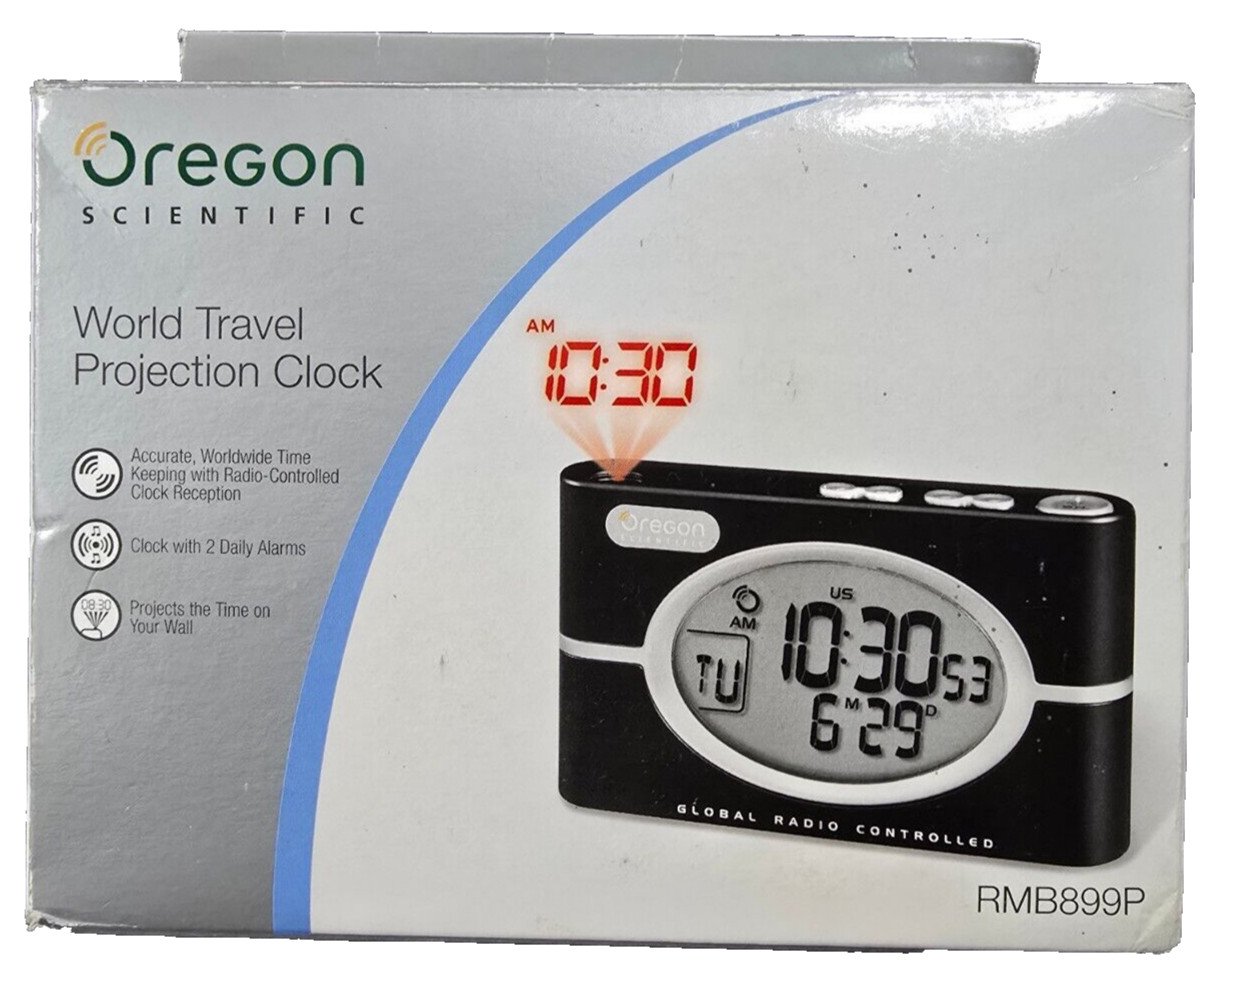 Oregon
SCIENTIFIC
World Travel
Projection Clock
Accurate, Worldwide Time
Keeping with Radio-Controlled
Clock Reception
Clock with 2 Daily Alarms
08:30
Projects the Time on
Your Wall
AM
10:30
Oregon
SCIENTIFIC
US
AM
10:30 53
TU
6 M 29 D
GLOBAL RADIO CONTROLLED
RMB899P